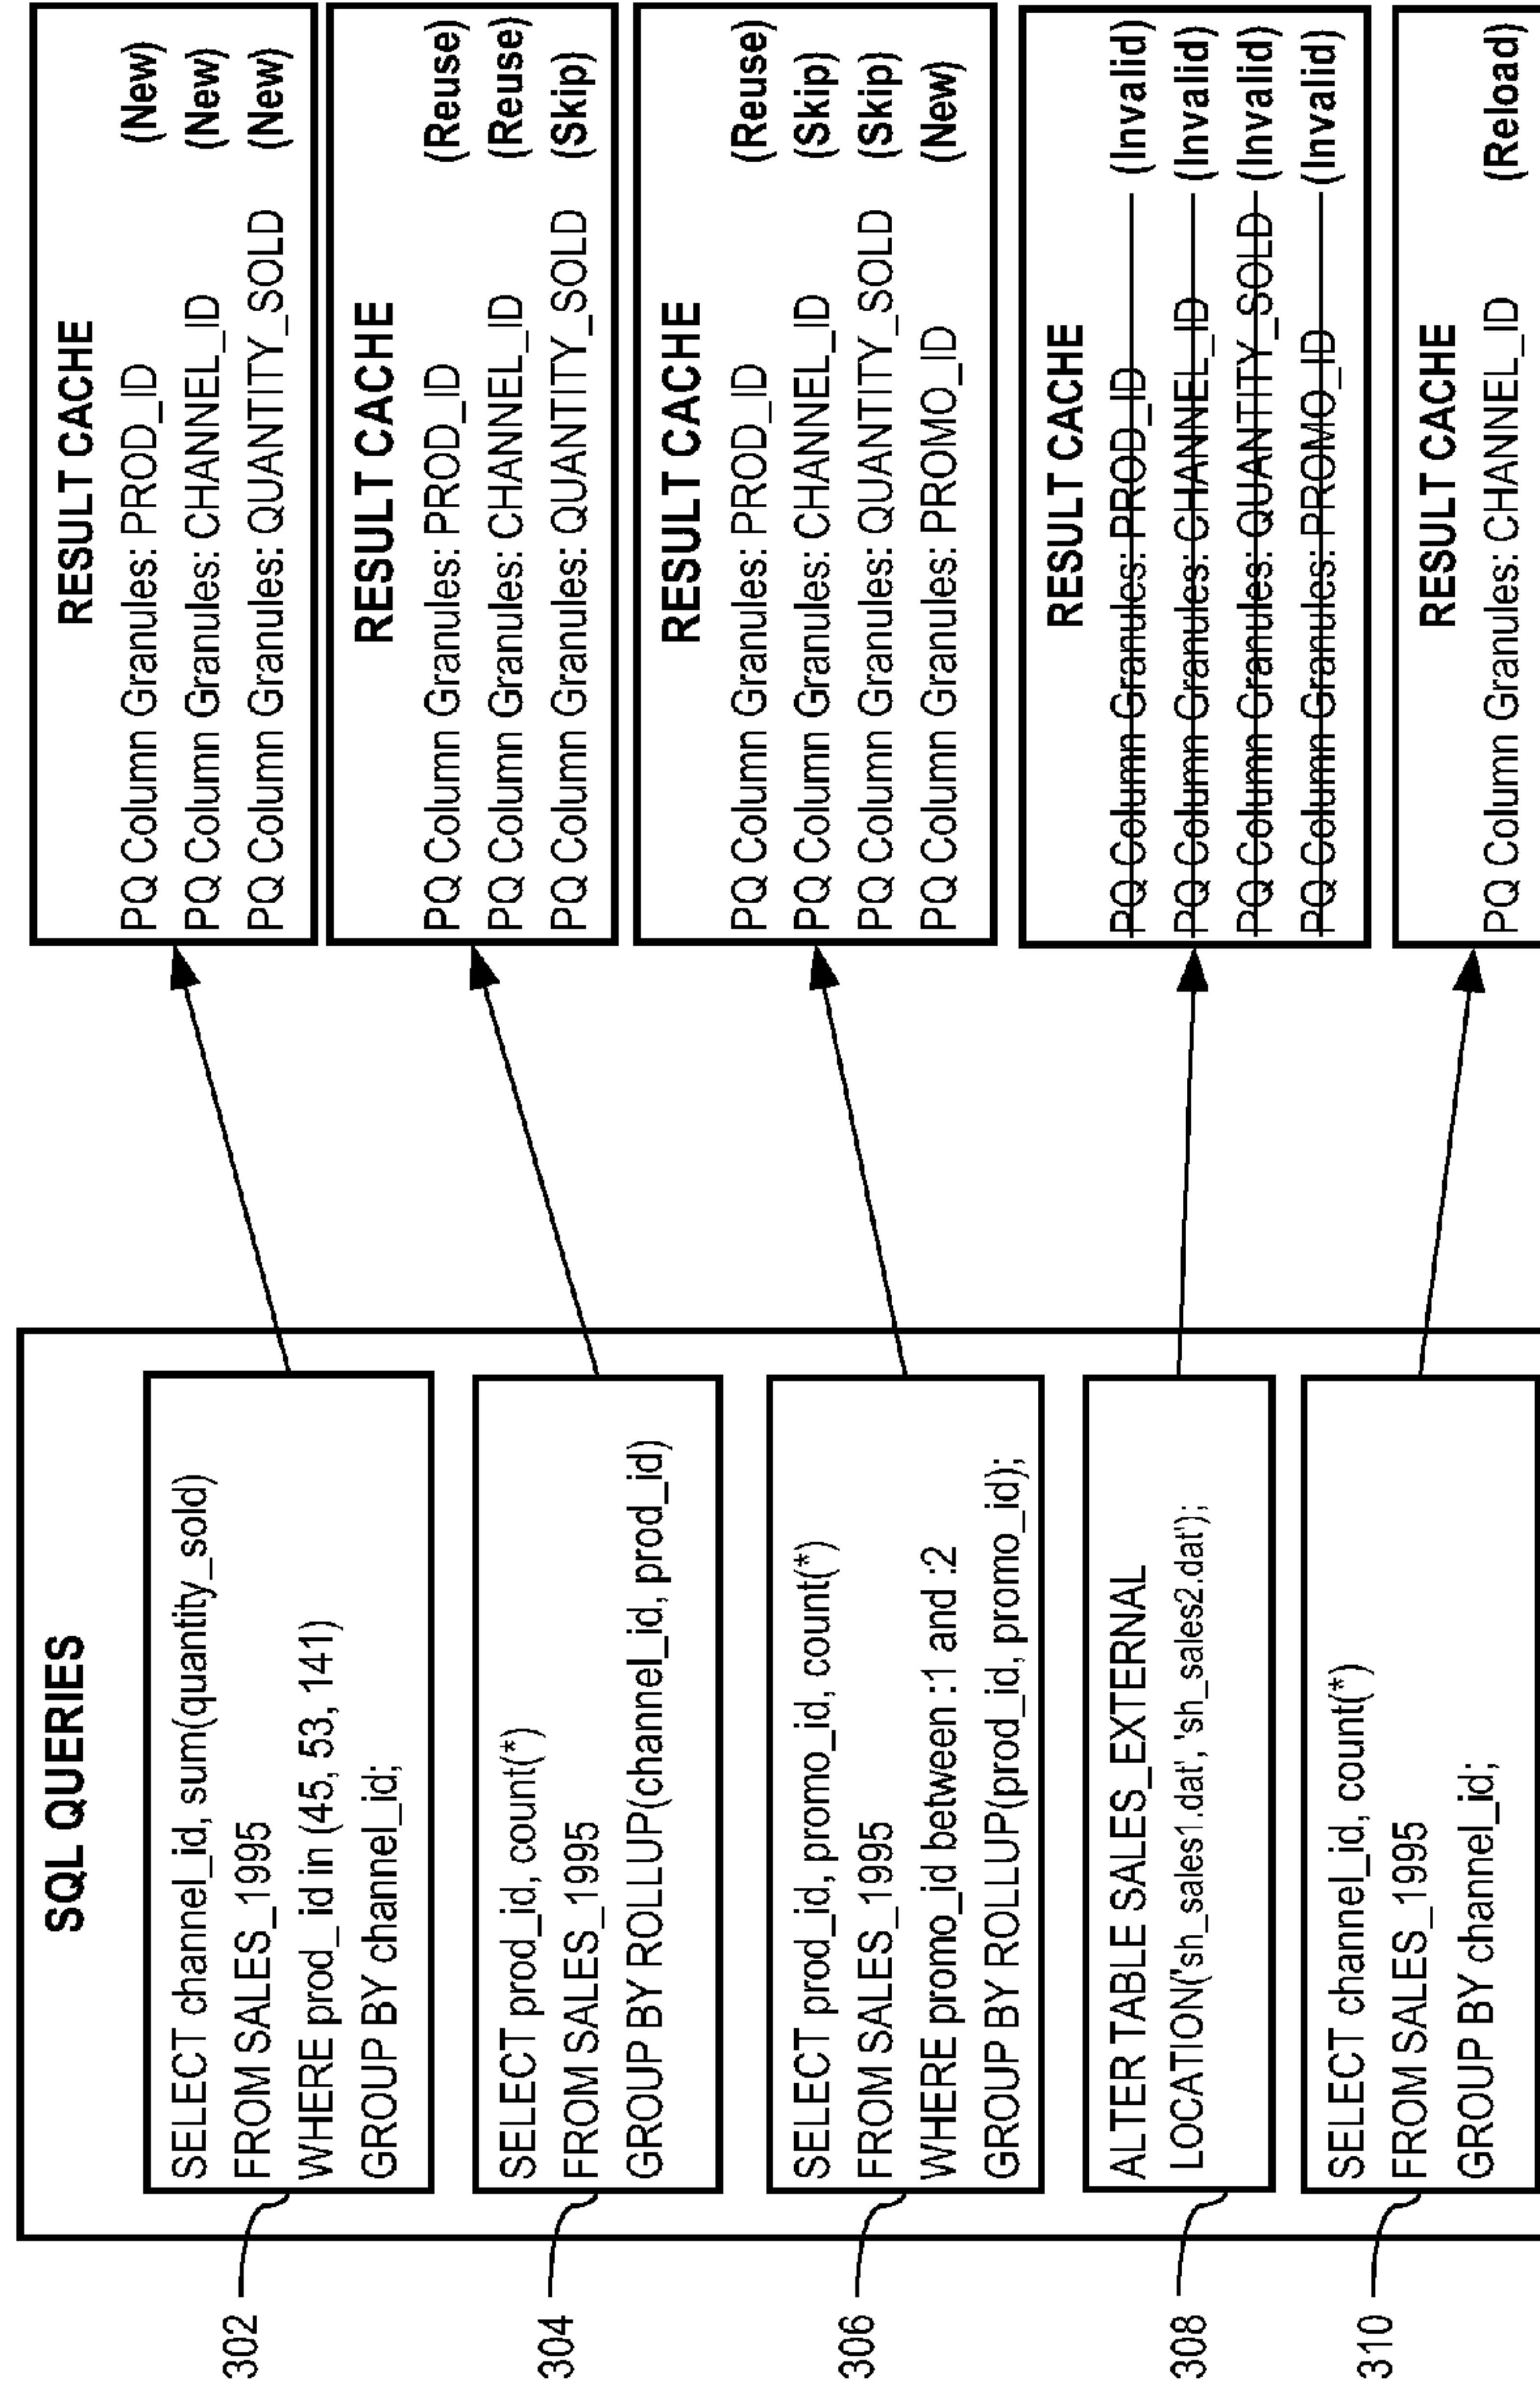 SQL QUERIES
302
SELECT channel_id, sum(quantity_sold)
FROM SALES_1995
WHERE prod_id in (45, 53, 141)
GROUP BY channel_id;
RESULT CACHE
PQ Column Granules: PROD_ID (New)
PQ Column Granules: CHANNEL_ID (New)
PQ Column Granules: QUANTITY_SOLD (New)
304
SELECT prod_id, count(*)
FROM SALES_1995
GROUP BY ROLLUP(channel_id, prod_id)
RESULT CACHE
PQ Column Granules: PROD_ID (Reuse)
PQ Column Granules: CHANNEL_ID (Reuse)
PQ Column Granules: QUANTITY_SOLD (Skip)
306
SELECT prod_id, promo_id, count(*)
FROM SALES_1995
WHERE promo_id between :1 and :2
GROUP BY ROLLUP(prod_id, promo_id);
RESULT CACHE
PQ Column Granules: PROD_ID (Reuse)
PQ Column Granules: CHANNEL_ID (Skip)
PQ Column Granules: QUANTITY_SOLD (Skip)
PQ Column Granules: PROMO_ID (New)
308
ALTER TABLE SALES_EXTERNAL
LOCATION('sh_sales1.dat', 'sh_sales2.dat');
RESULT CACHE
PQ Column Granules: PROD_ID (Invalid)
PQ Column Granules: CHANNEL_ID (Invalid)
PQ Column Granules: QUANTITY_SOLD (Invalid)
PQ Column Granules: PROMO_ID (Invalid)
310
SELECT channel_id, count(*)
FROM SALES_1995
GROUP BY channel_id;
RESULT CACHE
PQ Column Granules: CHANNEL_ID (Reload)